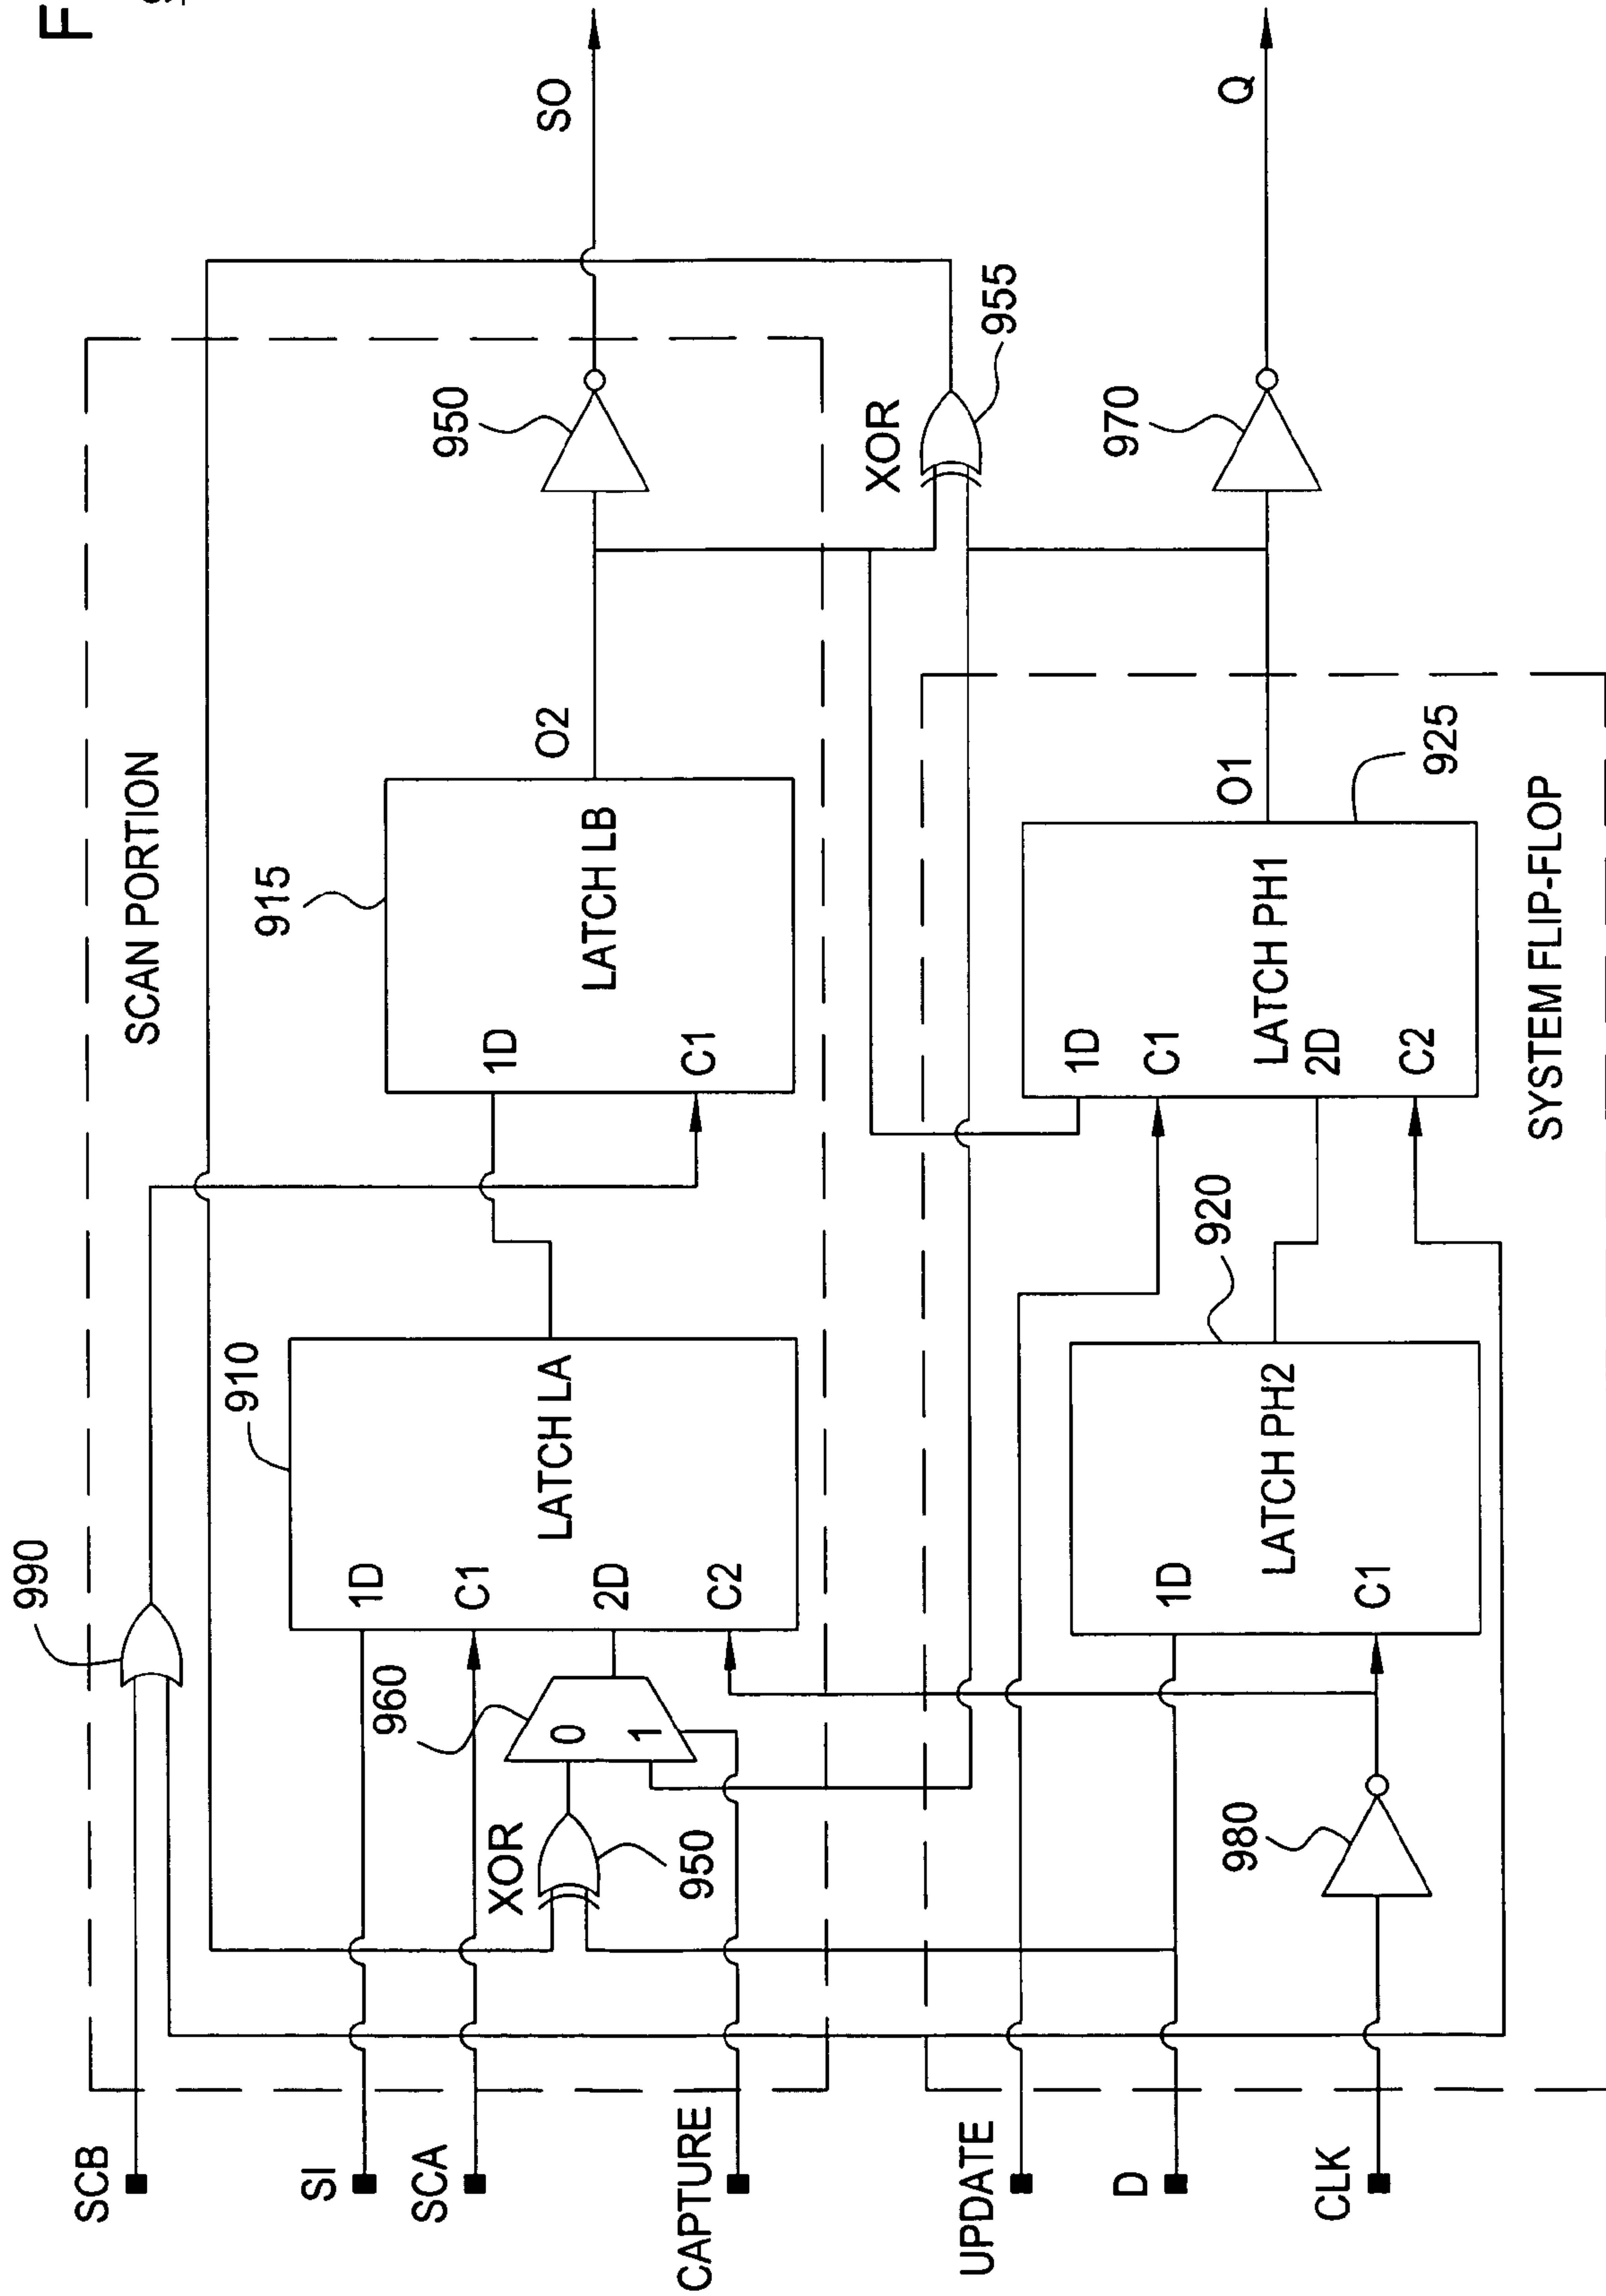 F
SCAN PORTION
SCB
990
SI
SCA
CAPTURE
910
1D
C1
2D
C2
LATCH LA
960
0
1
XOR
950
915
1D
C1
LATCH LB
O2
950
SO
XOR
955
UPDATE
D
CLK
980
920
1D
C1
LATCH PH2
1D
C1
LATCH PH1
2D
C2
O1
925
970
Q
SYSTEM FLIP-FLOP